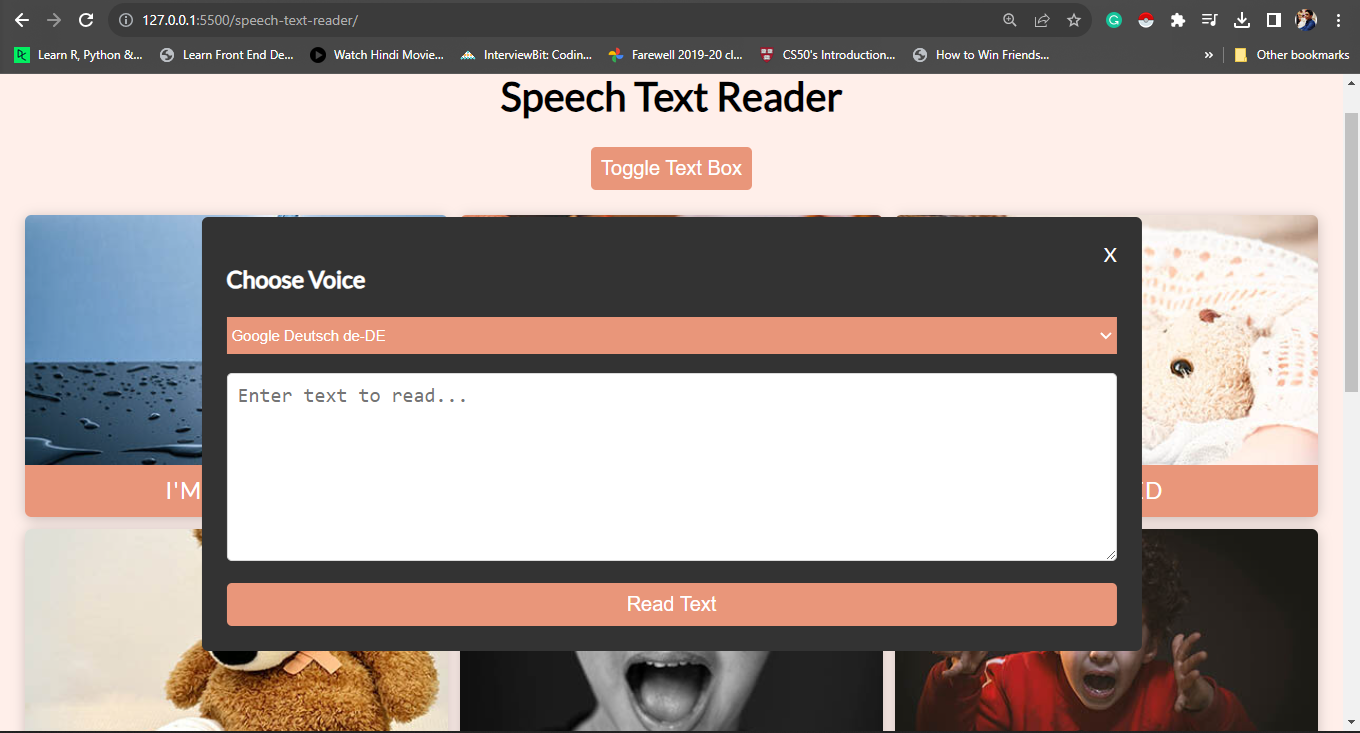 127.0.0.1:5500/speech-text-reader/
Learn R, Python &... Learn Front End De... Watch Hindi Movie... InterviewBit: Codin... Farewell 2019-20 cl... CS50's Introduction... How to Win Friends... » Other bookmarks
Speech Text Reader
Toggle Text Box
X
Choose Voice
Google Deutsch de-DE
Enter text to read...
I'M
Read Text